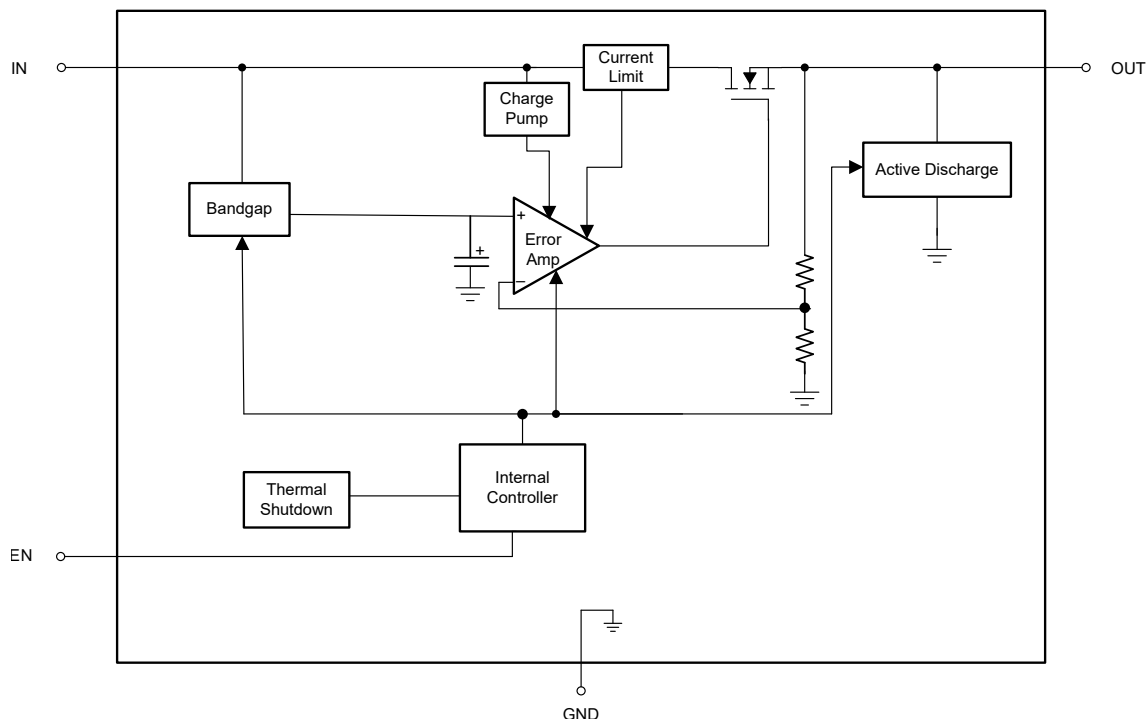 IN
Current
Limit
OUT
Charge
Pump
Active Discharge
Bandgap
+
Error
Amp
+
−
Internal
Controller
Thermal
Shutdown
EN
GND